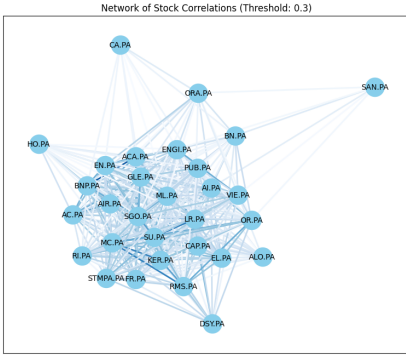 Network of Stock Correlations (Threshold: 0.3)
CA.PA
SAN.PA
ORA.PA
BN.PA
HO.PA
ENGI.PA
ACA.PA
EN.PA
PUB.PA
GLE.PA
BNP.PA
AI.PA
VIE.PA
ML.PA
AIR.PA
AC.PA
SGO.PA
LR.PA
OR.PA
SU.PA
MC.PA
CAP.PA
RI.PA
KER.PA
EL.PA
ALO.PA
STMPA.PA
FR.PA
RMS.PA
DSY.PA